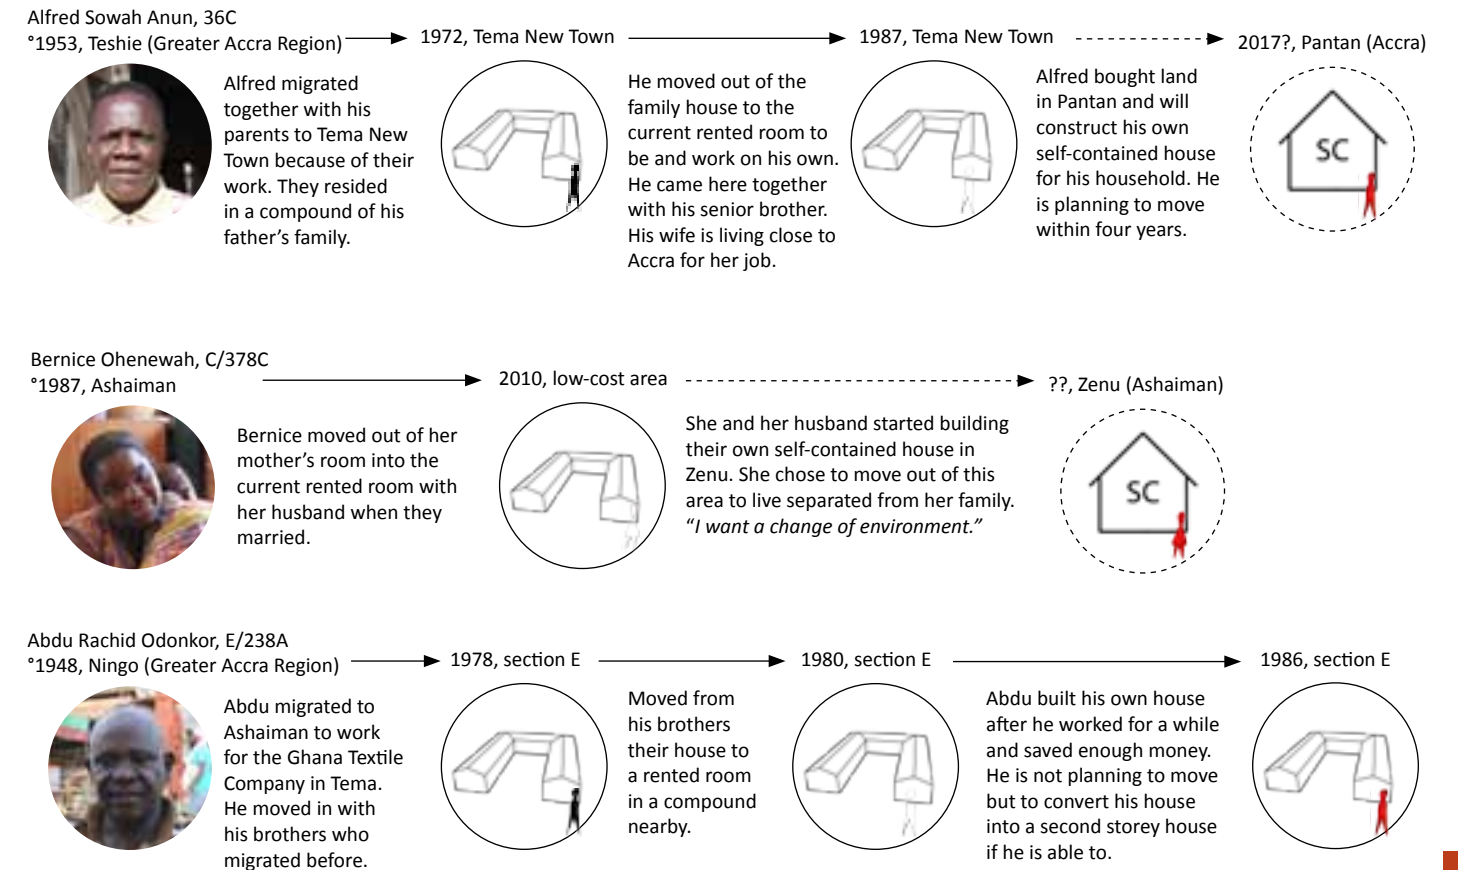 Alfred Sowah Anun, 36C
°1953, Teshie (Greater Accra Region)
1972, Tema New Town
1987, Tema New Town
2017?, Pantan (Accra)
Alfred migrated
together with his
parents to Tema New
Town because of their
work. They resided
in a compound of his
father’s family.
He moved out of the
family house to the
current rented room to
be and work on his own.
He came here together
with his senior brother.
His wife is living close to
Accra for her job.
Alfred bought land
in Pantan and will
construct his own
self-contained house
for his household. He
is planning to move
within four years.
SC
Bernice Ohenewah, C/378C
°1987, Ashaiman
2010, low-cost area
??, Zenu (Ashaiman)
Bernice moved out of her
mother’s room into the
current rented room with
her husband when they
married.
She and her husband started building
their own self-contained house in
Zenu. She chose to move out of this
area to live separated from her family.
“I want a change of environment.”
SC
Abdu Rachid Odonkor, E/238A
°1948, Ningo (Greater Accra Region)
1978, section E
1980, section E
1986, section E
Abdu migrated to
Ashaiman to work
for the Ghana Textile
Company in Tema.
He moved in with
his brothers who
migrated before.
Moved from
his brothers
their house to
a rented room
in a compound
nearby.
Abdu built his own house
after he worked for a while
and saved enough money.
He is not planning to move
but to convert his house
into a second storey house
if he is able to.